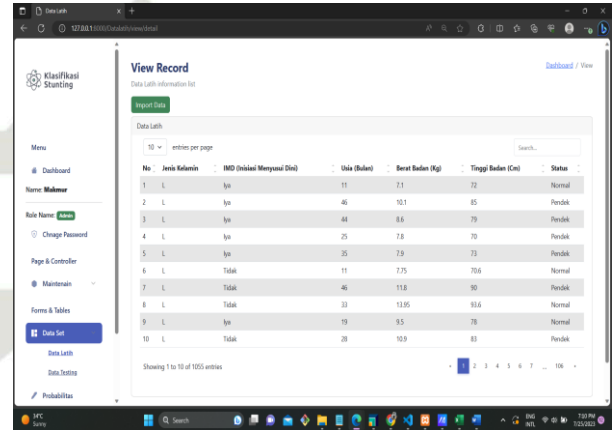 Data Latih
127.0.0.1:8000/Datalatih/view/detail
Klasifikasi
Stunting
Menu
Dashboard
Name: Makmur
Role Name: Admin
Chnage Password
Page & Controller
Maintenain
Forms & Tables
Data Set
Data Latih
Data Testing
Probabilitas
View Record
Data Latih information list
Dashboard / View
Import Data
Data Latih
10 entries per page
Search...
No Jenis Kelamin IMD (Inisiasi Menyusui Dini) Usia (Bulan) Berat Badan (Kg) Tinggi Badan (Cm) Status
1 L Iya 11 7.1 72 Normal
2 L Iya 46 10.1 85 Pendek
3 L Iya 44 8.6 79 Pendek
4 L Iya 25 7.8 70 Pendek
5 L Iya 35 7.9 73 Pendek
6 L Tidak 11 7.75 70.6 Normal
7 L Tidak 46 11.8 90 Pendek
8 L Tidak 33 13.95 93.6 Normal
9 L Iya 19 9.5 78 Normal
10 L Tidak 28 10.9 83 Pendek
Showing 1 to 10 of 1055 entries
‹ 1 2 3 4 5 6 7 ... 106 ›
34°C
Sunny
Search
ENG
INTL
7:50 PM
7/25/2023